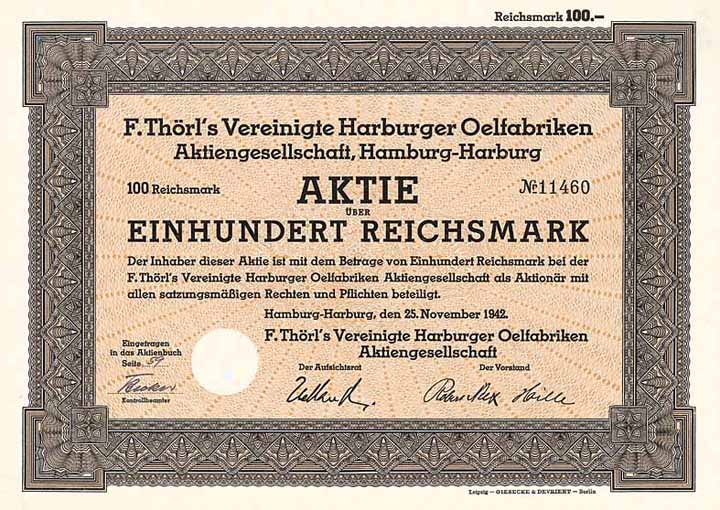 Reichsmark 100.–
F. Thörl's Vereinigte Harburger Oelfabriken
Aktiengesellschaft, Hamburg-Harburg
100 Reichsmark AKTIE № 11460
ÜBER
EINHUNDERT REICHSMARK
Der Inhaber dieser Aktie ist mit dem Betrage von Einhundert Reichsmark bei der
F. Thörl's Vereinigte Harburger Oelfabriken Aktiengesellschaft als Aktionär mit
allen satzungsmäßigen Rechten und Pflichten beteiligt.
Hamburg-Harburg, den 25. November 1942.
F. Thörl's Vereinigte Harburger Oelfabriken
Aktiengesellschaft
Eingetragen
in das Aktienbuch
Seite 59
Kontrollbeamter
Der Aufsichtsrat Der Vorstand
Leipzig — GIESECKE & DEVRIENT — Berlin